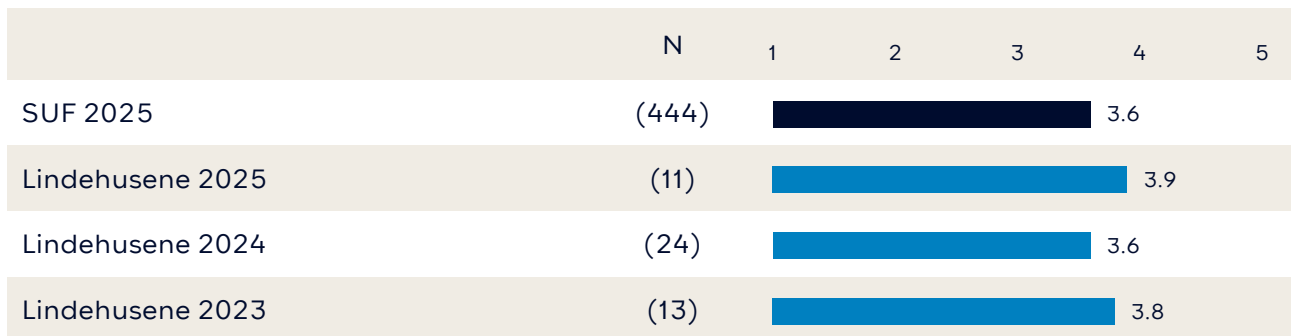 N 1 2 3 4 5
SUF 2025 (444) 3.6
Lindehusene 2025 (11) 3.9
Lindehusene 2024 (24) 3.6
Lindehusene 2023 (13) 3.8